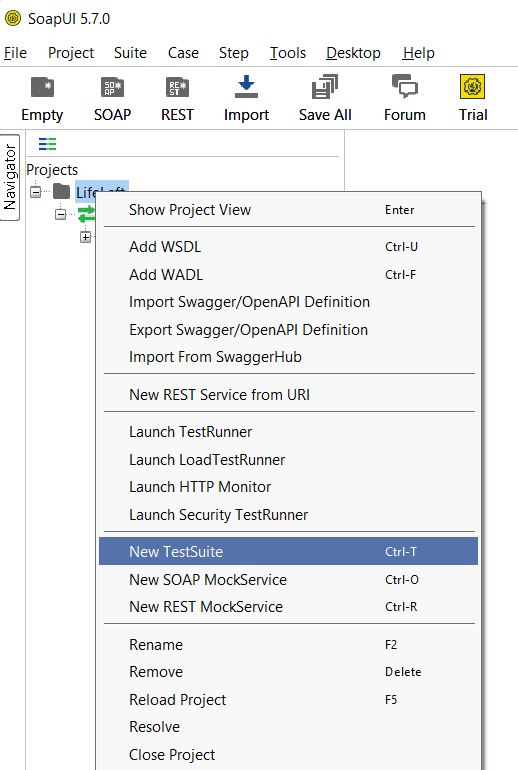 SoapUI 5.7.0
File Project Suite Case Step Tools Desktop Help
Empty SOAP REST Import Save All Forum Trial
Navigator
Projects
Show Project View Enter
Add WSDL Ctrl-U
Add WADL Ctrl-F
Import Swagger/OpenAPI Definition
Export Swagger/OpenAPI Definition
Import From SwaggerHub
New REST Service from URI
Launch TestRunner
Launch LoadTestRunner
Launch HTTP Monitor
Launch Security TestRunner
New TestSuite Ctrl-T
New SOAP MockService Ctrl-O
New REST MockService Ctrl-R
Rename F2
Remove Delete
Reload Project F5
Resolve
Close Project